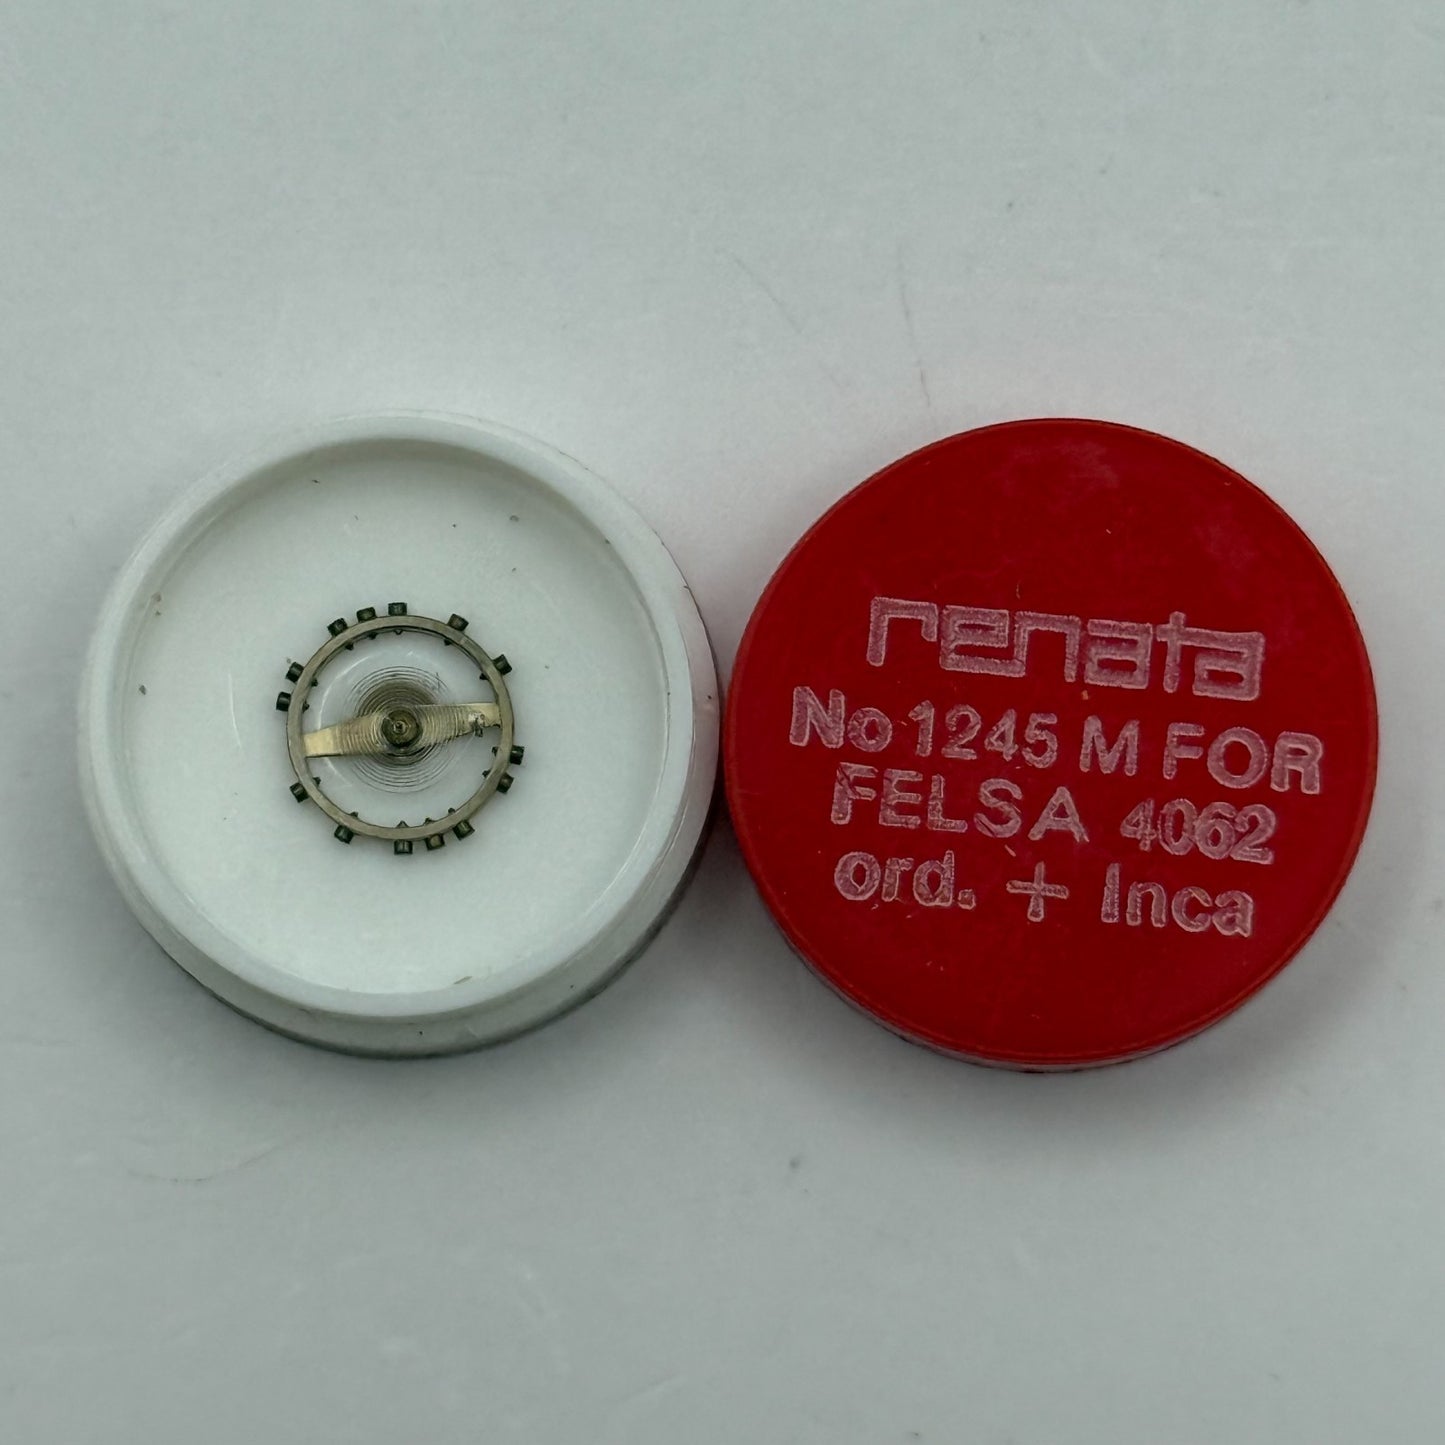 renata
No 1245 M FOR
FELSA 4062
ord. + Inca